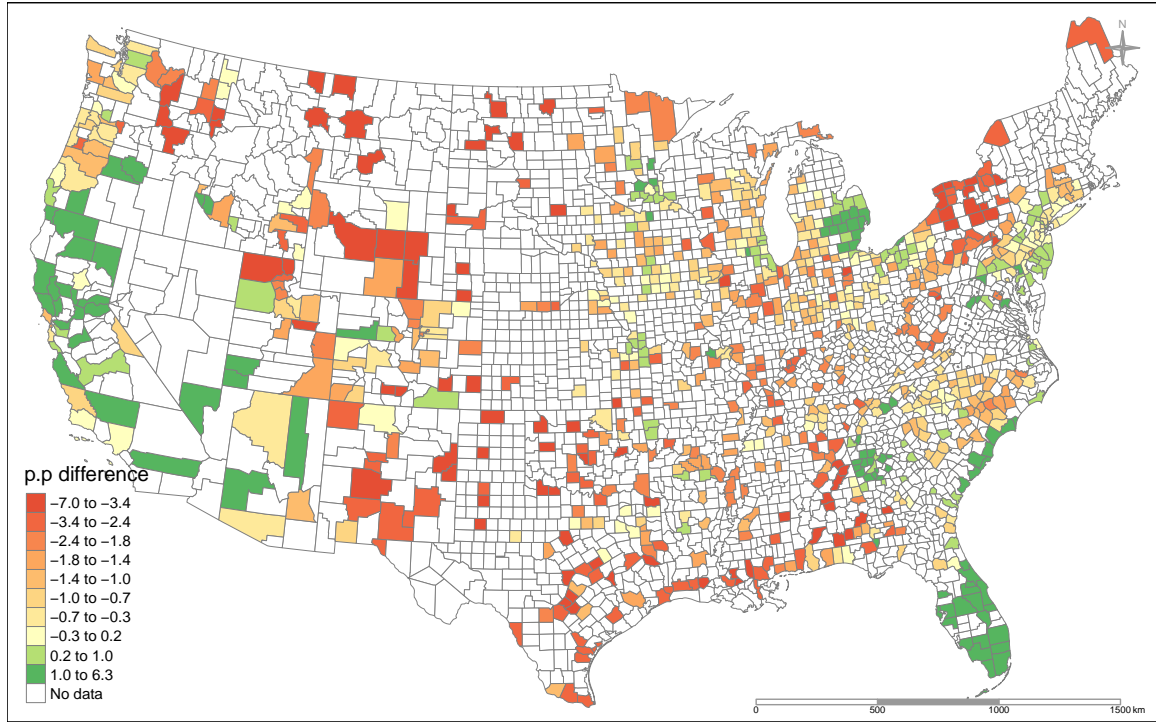 N
p.p difference
−7.0 to −3.4
−3.4 to −2.4
−2.4 to −1.8
−1.8 to −1.4
−1.4 to −1.0
−1.0 to −0.7
−0.7 to −0.3
−0.3 to 0.2
0.2 to 1.0
1.0 to 6.3
No data
0 500 1000 1500 km